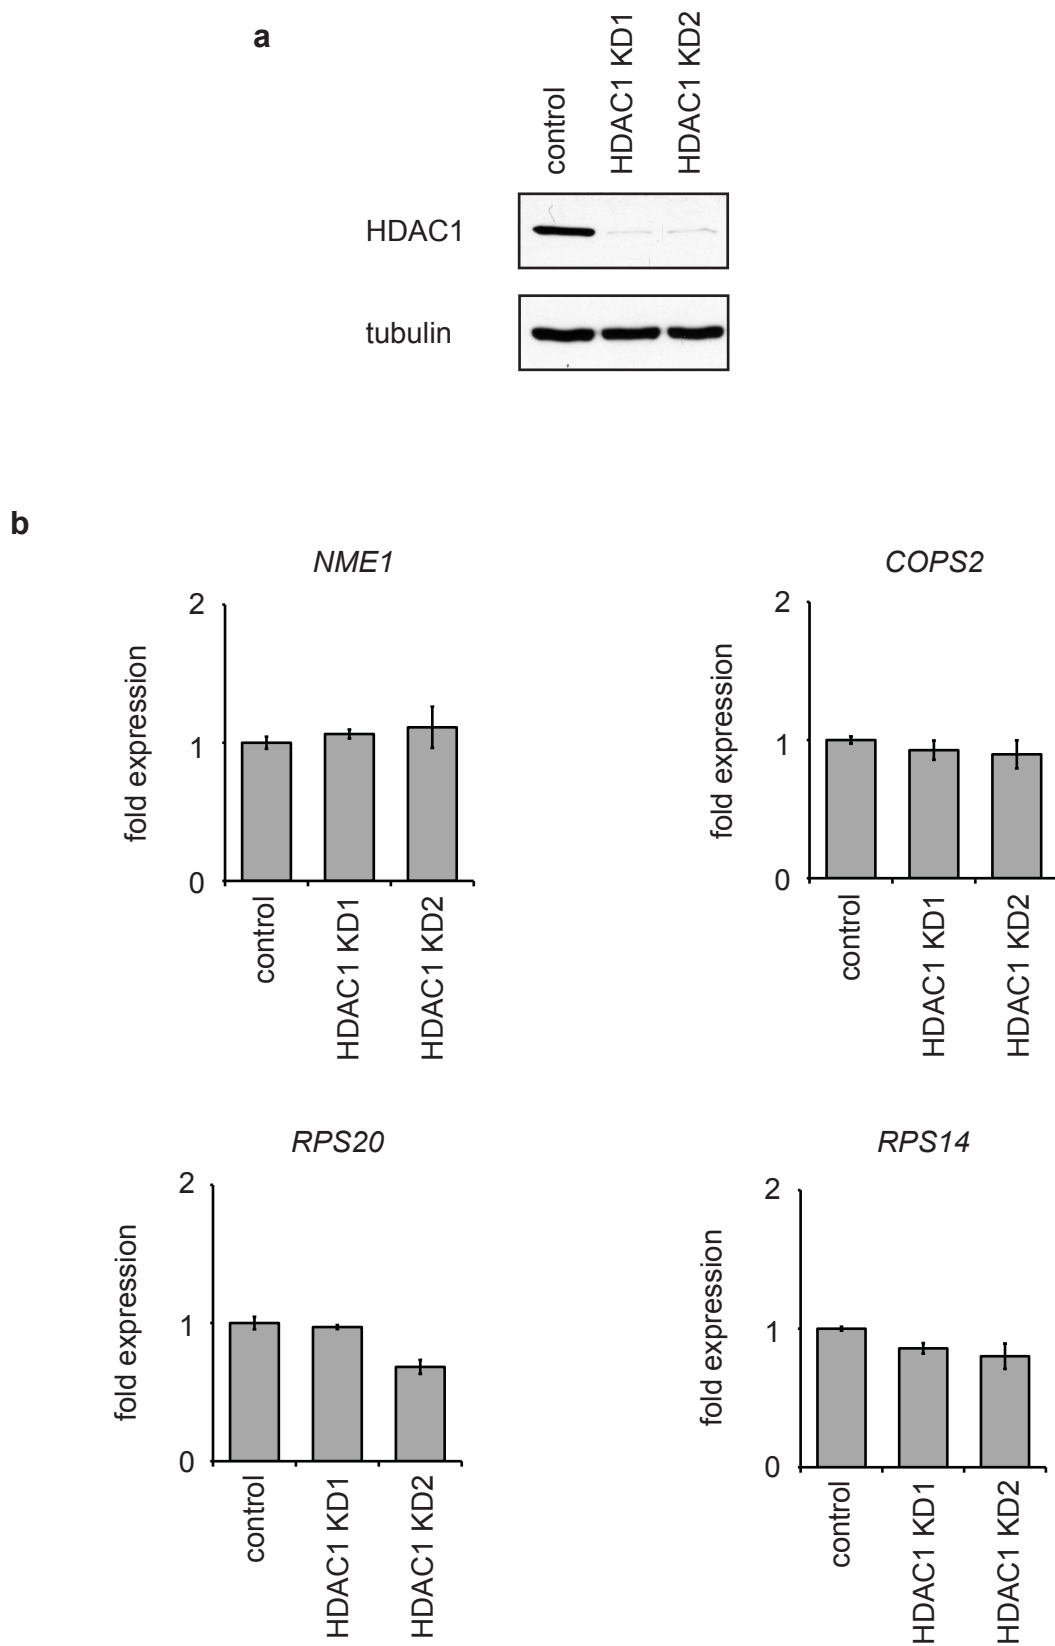 a
control
HDAC1 KD1
HDAC1 KD2
HDAC1
tubulin
b
NME1
fold expression
2
1
0
control
HDAC1 KD1
HDAC1 KD2
COPS2
fold expression
2
1
0
control
HDAC1 KD1
HDAC1 KD2
RPS20
fold expression
2
1
0
control
HDAC1 KD1
HDAC1 KD2
RPS14
fold expression
2
1
0
control
HDAC1 KD1
HDAC1 KD2